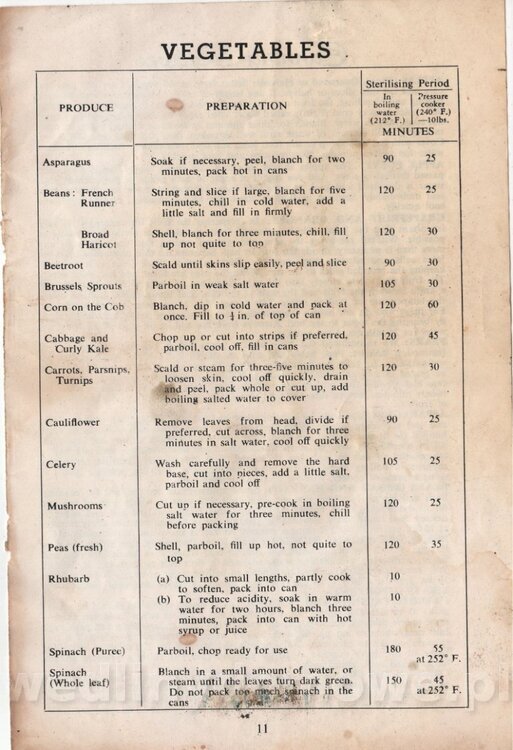 VEGETABLES
Sterilising Period
PRODUCE PREPARATION In boiling water (212° F.) Pressure cooker (240° F.) —10lbs.
MINUTES
Asparagus Soak if necessary, peel, blanch for two 90 25
minutes, pack hot in cans
Beans: French String and slice if large, blanch for five 120 25
Runner minutes, chill in cold water, add a
little salt and fill in firmly
Broad Shell, blanch for three minutes, chill, fill 120 30
Haricot up not quite to top
Beetroot Scald until skins slip easily, peel and slice 90 30
Brussels Sprouts Parboil in weak salt water 105 30
Corn on the Cob Blanch, dip in cold water and pack at 120 60
once. Fill to in. of top of can
Cabbage and Chop up or cut into strips if preferred, 120 45
Curly Kale parboil, cool off, fill in cans
Carrots, Parsnips, Scald or steam for three-five minutes to 120 30
Turnips loosen skin, cool off quickly, drain
and peel, pack whole or cut up, add
boiling salted water to cover
Cauliflower Remove leaves from head, divide if 90 25
preferred, cut across, blanch for three
minutes in salt water, cool off quickly
Celery Wash carefully and remove the hard 105 25
base, cut into pieces, add a little salt,
parboil and cool off
Mushrooms Cut up if necessary, pre-cook in boiling 120 25
salt water for three minutes, chill
before packing
Peas (fresh) Shell, parboil, fill up hot, not quite to 120 35
top
Rhubarb (a) Cut into small lengths, partly cook 10
to soften, pack into can
(b) To reduce acidity, soak in warm 10
water for two hours, blanch three
minutes, pack into can with hot
syrup or juice
Spinach (Puree) Parboil, chop ready for use 180 55
at 252° F.
Spinach Blanch in a small amount of water, or
(Whole leaf) steam until the leaves turn dark green. 150 45
Do not pack too much spinach in the at 252° F.
cans
11